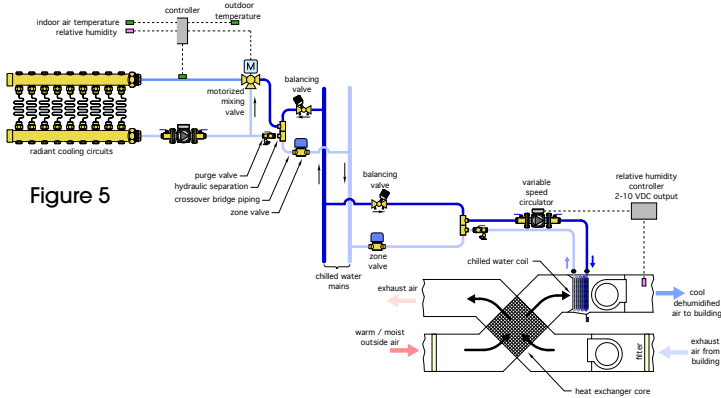 controller
outdoor
temperature
indoor air temperature
relative humidity
M
motorized
mixing
valve
balancing
valve
radiant cooling circuits
purge valve
hydraulic separation
crossover bridge piping
zone valve
Figure 5
balancing
valve
variable
speed
circulator
relative humidity
controller
2-10 VDC output
zone
valve
chilled water
mains
chilled water coil
exhaust air
cool
dehumidified
air to building
warm / moist
outside air
filter
exhaust
air from
building
heat exchanger core